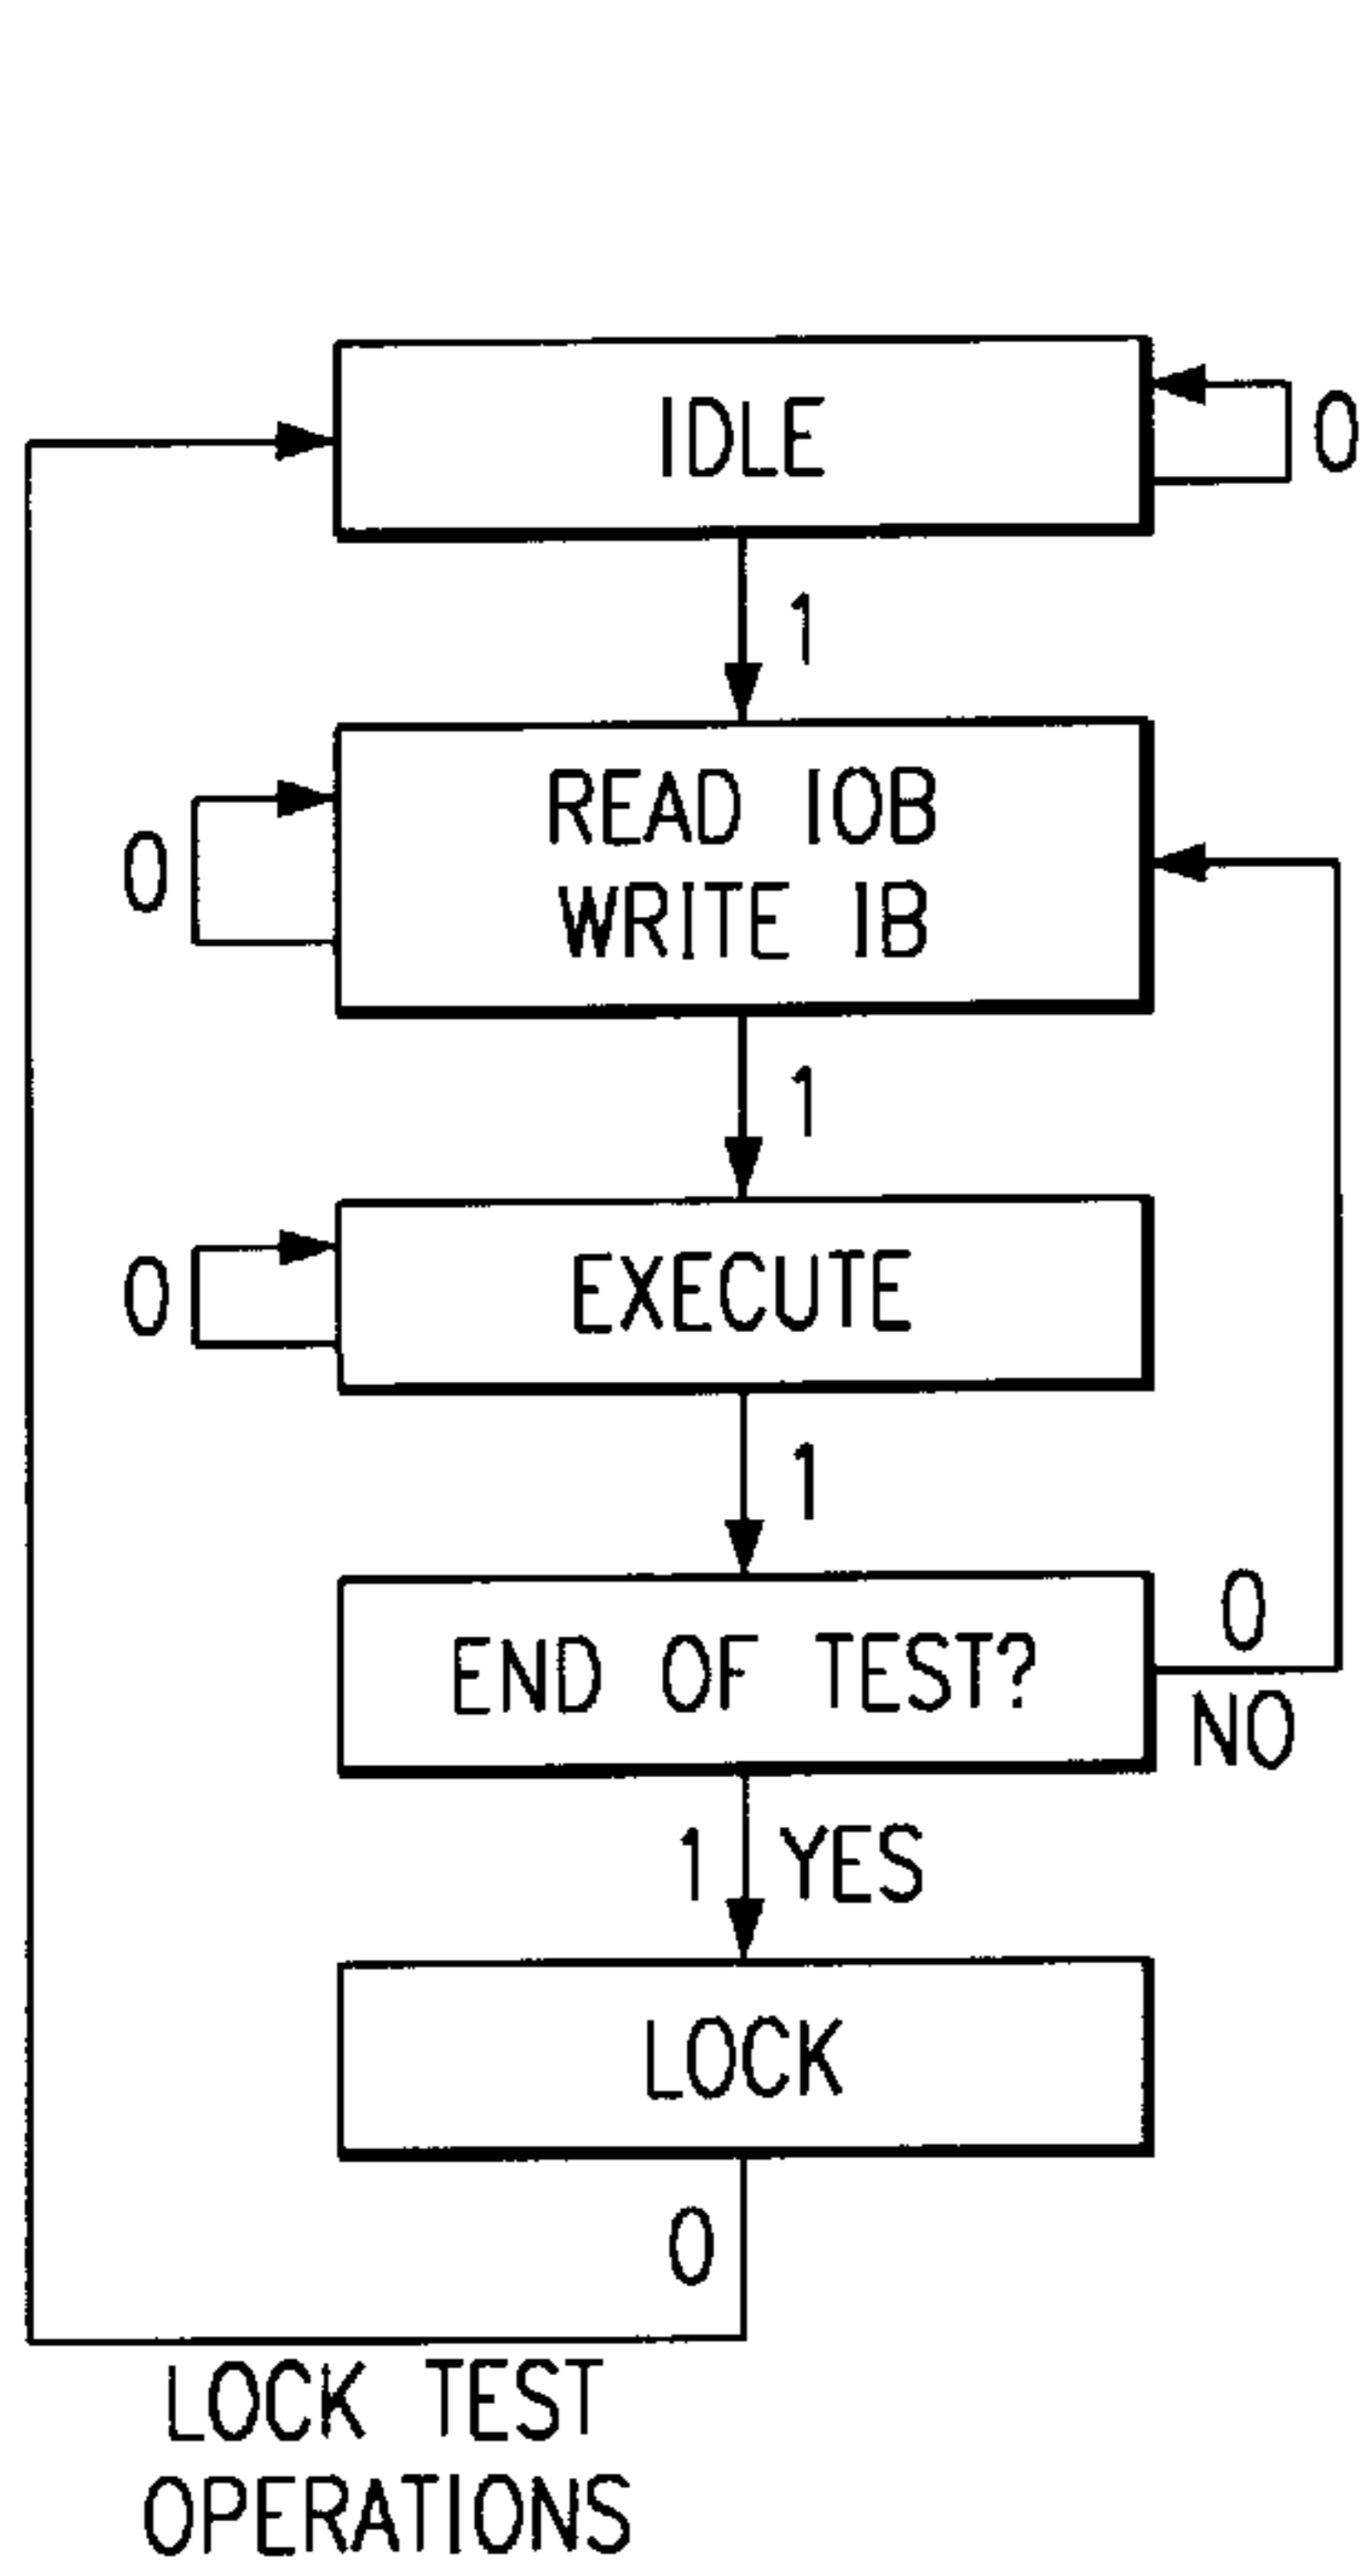 IDLE
0
1
READ IOB
WRITE IB
0
1
EXECUTE
0
1
END OF TEST?
0
NO
1 YES
LOCK
0
LOCK TEST
OPERATIONS